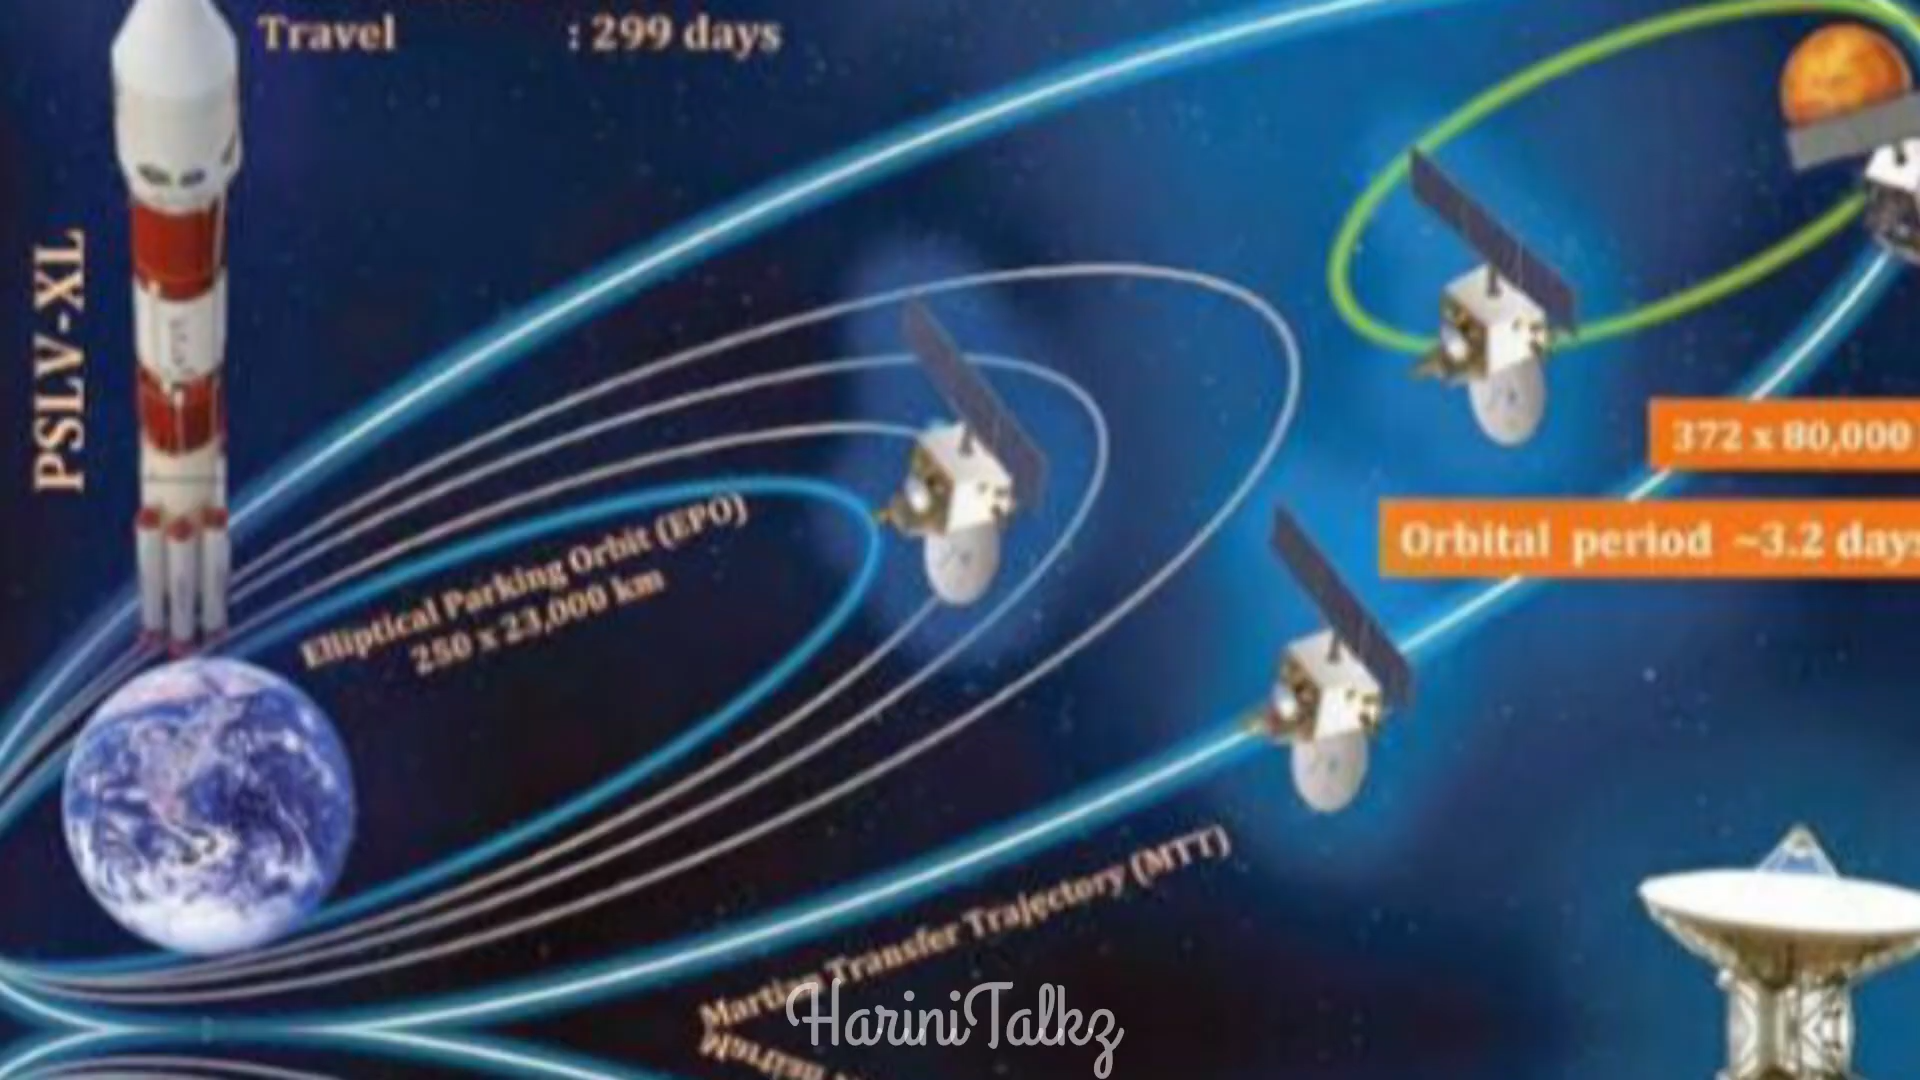 Travel : 299 days
PSLV-XL
Elliptical Parking Orbit (EPO)
250 x 23,000 km
372 x 80,000
Orbital period ~3.2 days
Martian Transfer Trajectory (MTT)
HariniTalkz